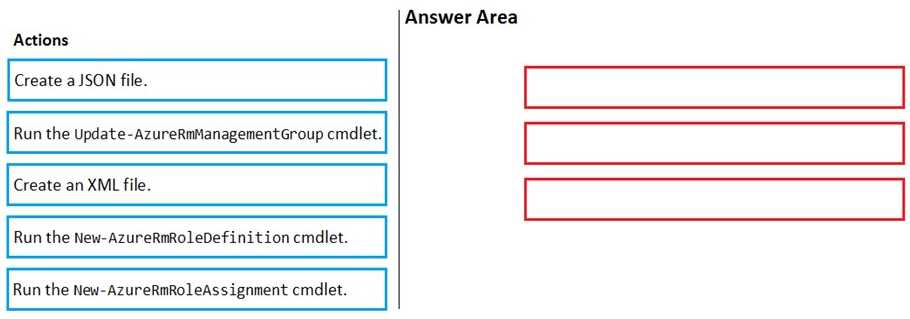 Answer Area
Actions
Create a JSON file.
Run the Update-AzureRmManagementGroup cmdlet.
Create an XML file.
Run the New-AzureRmRoleDefinition cmdlet.
Run the New-AzureRmRoleAssignment cmdlet.